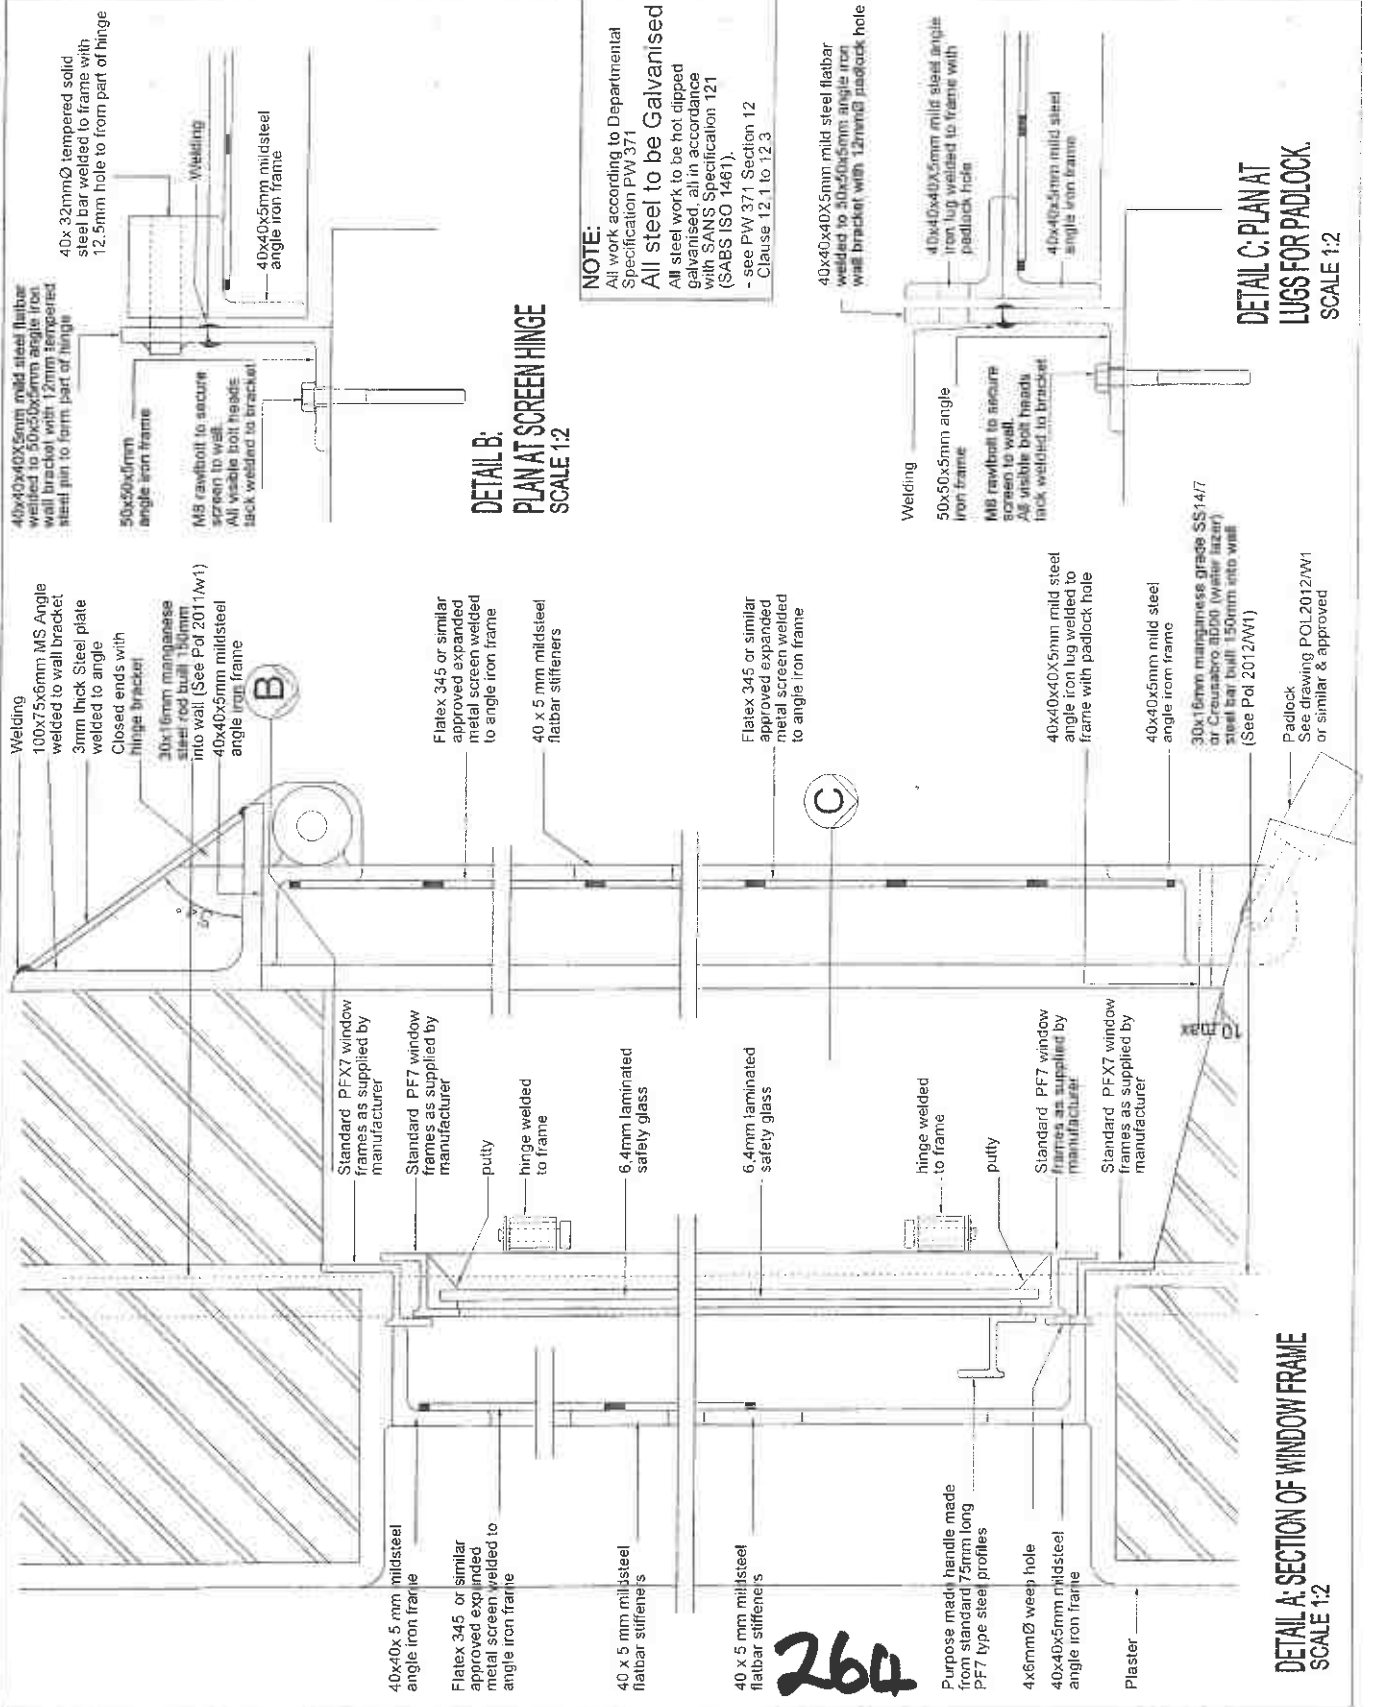 Welding
100x75x6mm MS Angle
welded to wall bracket
3mm thick Steel plate
welded to angle
Closed ends with
hinge bracket
30x16mm manganese
steel rod built 150mm
into wall (See Pol 2011/W1)
40x40x5mm mildsteel
angle iron frame
B
Flatex 345 or similar
approved expanded
metal screen welded
to angle iron frame
40 x 5 mm mildsteel
flatbar stiffeners
Flatex 345 or similar
approved expanded
metal screen welded
to angle iron frame
C
40x40x40X5mm mild steel
angle iron lug welded to
frame with padlock hole
40x40x5mm mild steel
angle iron frame
30x16mm manganese grade SS14/7
or Creusabro 8000 (water lazer)
steel bar built 150mm into wall
(See Pol 2012/W1)
Padlock
See drawing POL2012/W1
or similar & approved
10 max
Standard PFX7 window
frames as supplied by
manufacturer
Standard PF7 window
frames as supplied by
manufacturer
putty
hinge welded
to frame
6,4mm laminated
safety glass
6,4mm laminated
safety glass
hinge welded
to frame
putty
Standard PF7 window
frames as supplied by
manufacturer
Standard PFX7 window
frames as supplied by
manufacturer
40x40x 5 mm mildsteel
angle iron frame
Flatex 345 or similar
approved expanded
metal screen welded to
angle iron frame
40 x 5 mm mildsteel
flatbar stiffeners
40 x 5 mm mildsteel
flatbar stiffeners
Purpose made handle made
from standard 75mm long
PF7 type steel profiles
4x6mmØ weep hole
40x40x5mm mildsteel
angle iron frame
Plaster
DETAIL A: SECTION OF WINDOW FRAME
SCALE 1:2
40x40x40X5mm mild steel flatbar
welded to 50x50x5mm angle iron
wall bracket with 12mm tempered
steel pin to form part of hinge
40x 32mmØ tempered solid
steel bar welded to frame with
12.5mm hole to from part of hinge
Welding
40x40x5mm mildsteel
angle iron frame
50x50x5mm
angle iron frame
M8 rawlbolt to secure
screen to wall.
All visible bolt heads
tack welded to bracket
DETAIL B:
PLAN AT SCREEN HINGE
SCALE 1:2
NOTE:
All work according to Departmental
Specification PW 371
All steel to be Galvanised
All steel work to be hot dipped
galvanised, all in accordance
with SANS Specification 121
(SABS ISO 1461).
- see PW 371 Section 12
- Clause 12,1 to 12,3
40x40x40X5mm mild steel flatbar
welded to 50x50x5mm angle iron
wall bracket with 12mmØ padlock hole
40x40x40X5mm mild steel angle
iron lug welded to frame with
padlock hole
40x40x5mm mild steel
angle iron frame
Welding
50x50x5mm angle
iron frame
M8 rawlbolt to secure
screen to wall.
All visible bolt heads
tack welded to bracket
DETAIL C: PLAN AT
LUGS FOR PADLOCK.
SCALE 1:2
264